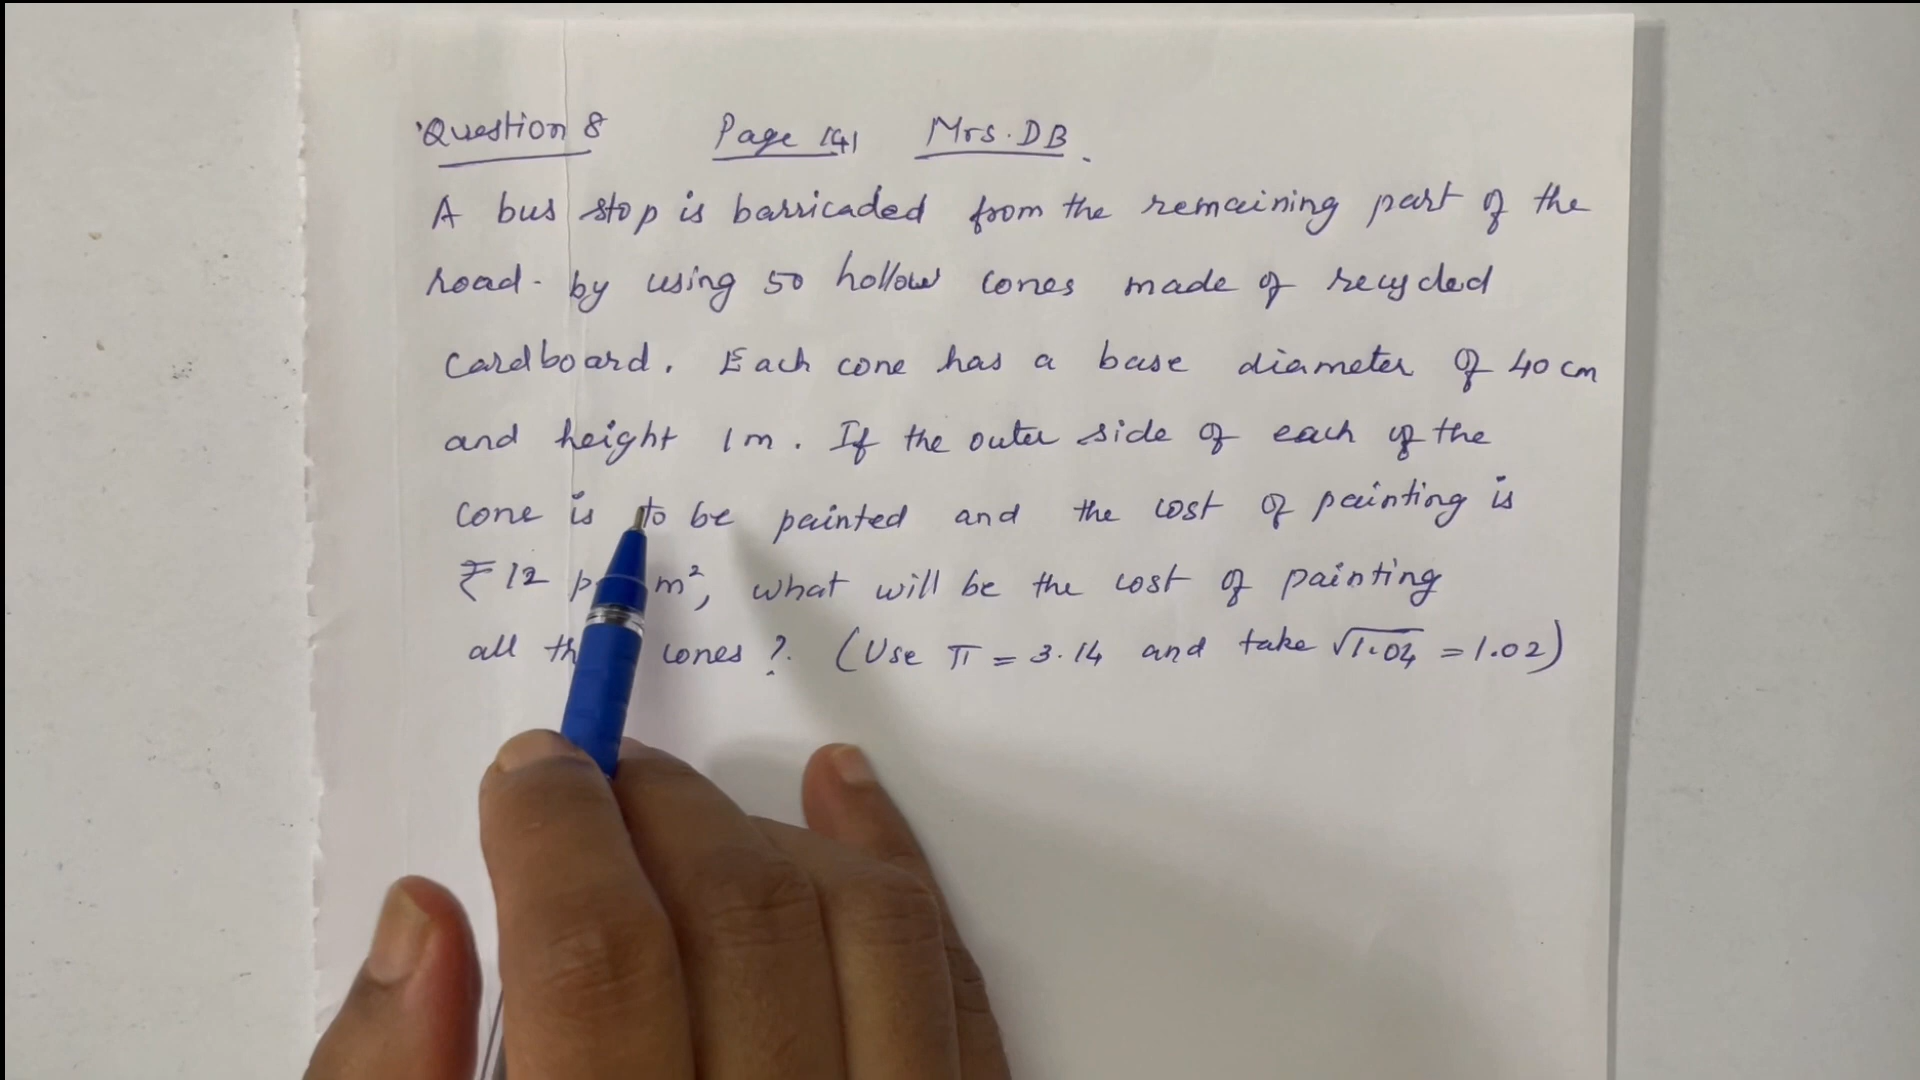 Question 8 Page 141 Mrs. DB.
A bus stop is barricaded from the remaining part of the
road. by using 50 hollow cones made of recycled
cardboard. Each cone has a base diameter of 40 cm
and height 1m. If the outer side of each of the
cone is to be painted and the cost of painting is
₹12 m², what will be the cost of painting
all cones? (Use π = 3.14 and take √1.04 = 1.02)